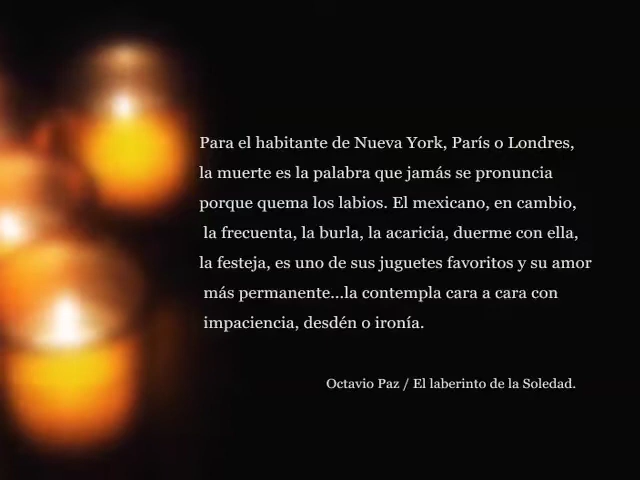 Para el habitante de Nueva York, París o Londres,
la muerte es la palabra que jamás se pronuncia
porque quema los labios. El mexicano, en cambio,
la frecuenta, la burla, la acaricia, duerme con ella,
la festeja, es uno de sus juguetes favoritos y su amor
más permanente...la contempla cara a cara con
impaciencia, desdén o ironía.
Octavio Paz / El laberinto de la Soledad.